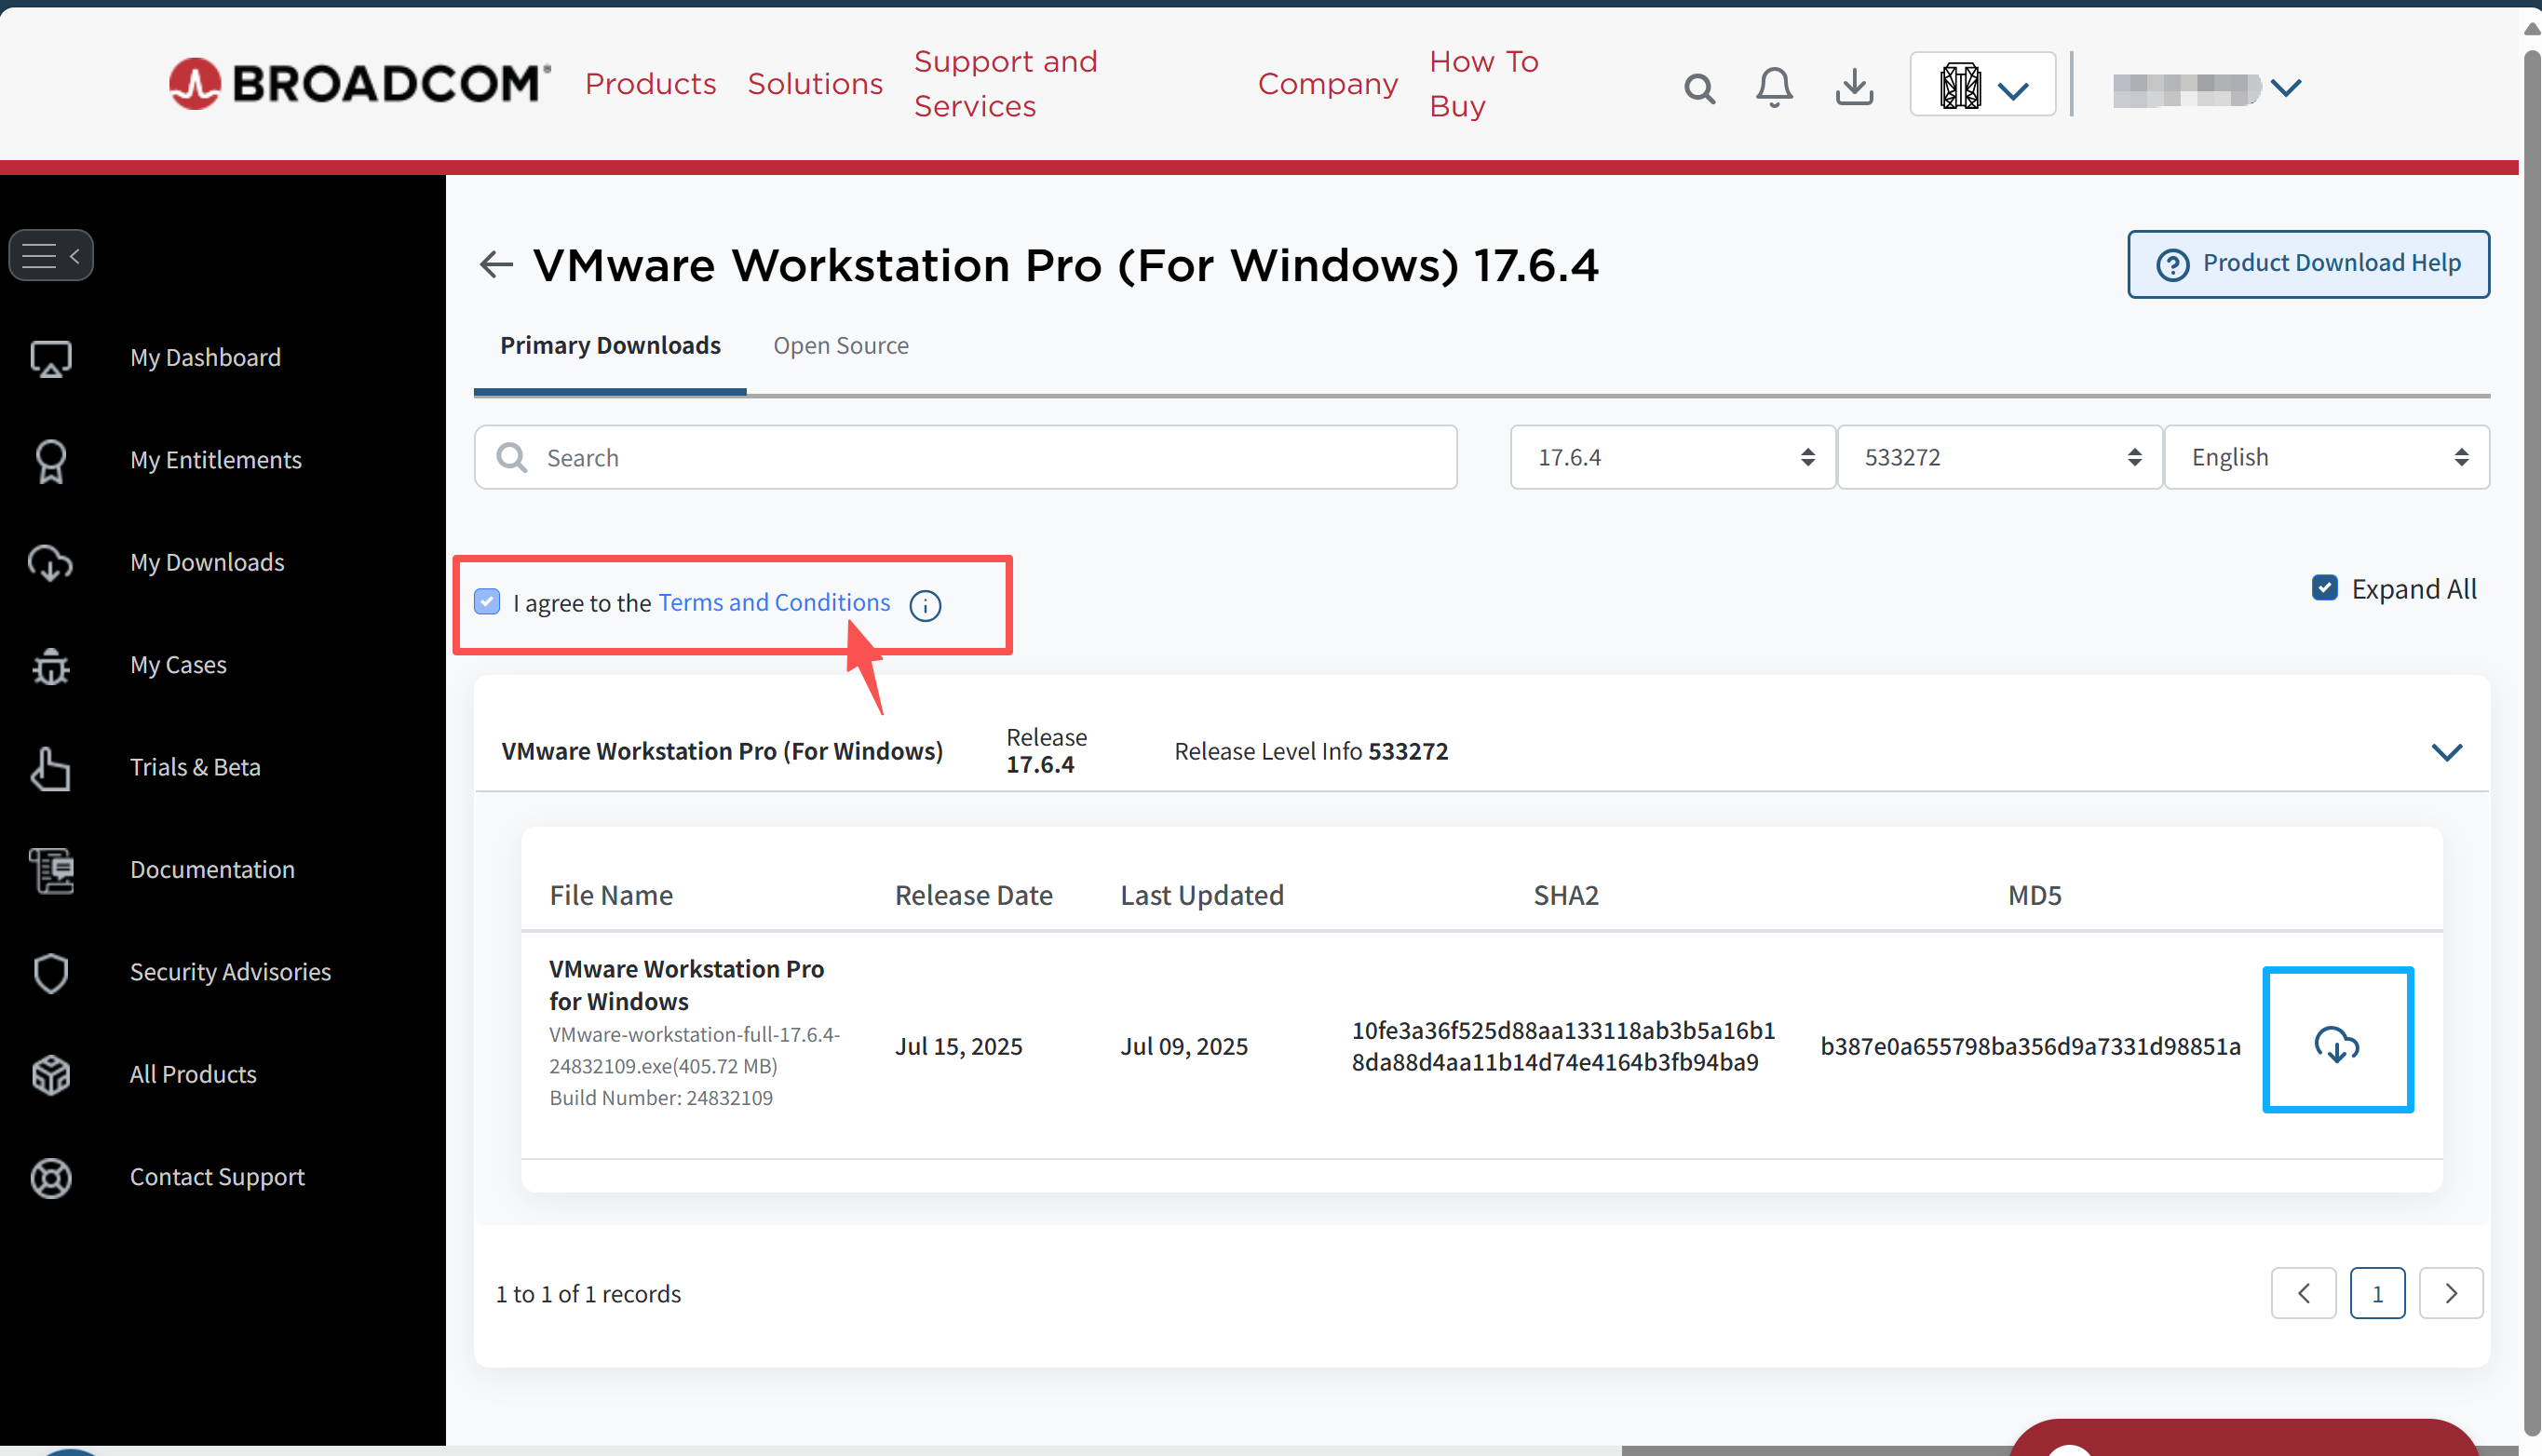 BROADCOM®
Products
Solutions
Support and
Services
Company
How To
Buy
VMware Workstation Pro (For Windows) 17.6.4
Product Download Help
Primary Downloads
Open Source
Search
17.6.4
533272
English
I agree to the Terms and Conditions
Expand All
My Dashboard
My Entitlements
My Downloads
My Cases
Trials & Beta
Documentation
Security Advisories
All Products
Contact Support
VMware Workstation Pro (For Windows)
Release
17.6.4
Release Level Info 533272
File Name
Release Date
Last Updated
SHA2
MD5
VMware Workstation Pro
for Windows
VMware-workstation-full-17.6.4-
24832109.exe(405.72 MB)
Build Number: 24832109
Jul 15, 2025
Jul 09, 2025
10fe3a36f525d88aa133118ab3b5a16b1
8da88d4aa11b14d74e4164b3fb94ba9
b387e0a655798ba356d9a7331d98851a
1 to 1 of 1 records
1